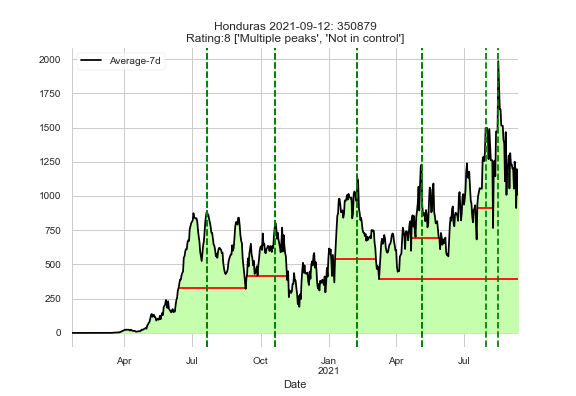 Honduras 2021-09-12: 350879
Rating:8 ['Multiple peaks', 'Not in control']
Average-7d
2000
1750
1500
1250
1000
750
500
250
0
Apr
Jul
Oct
Jan
2021
Apr
Jul
Date